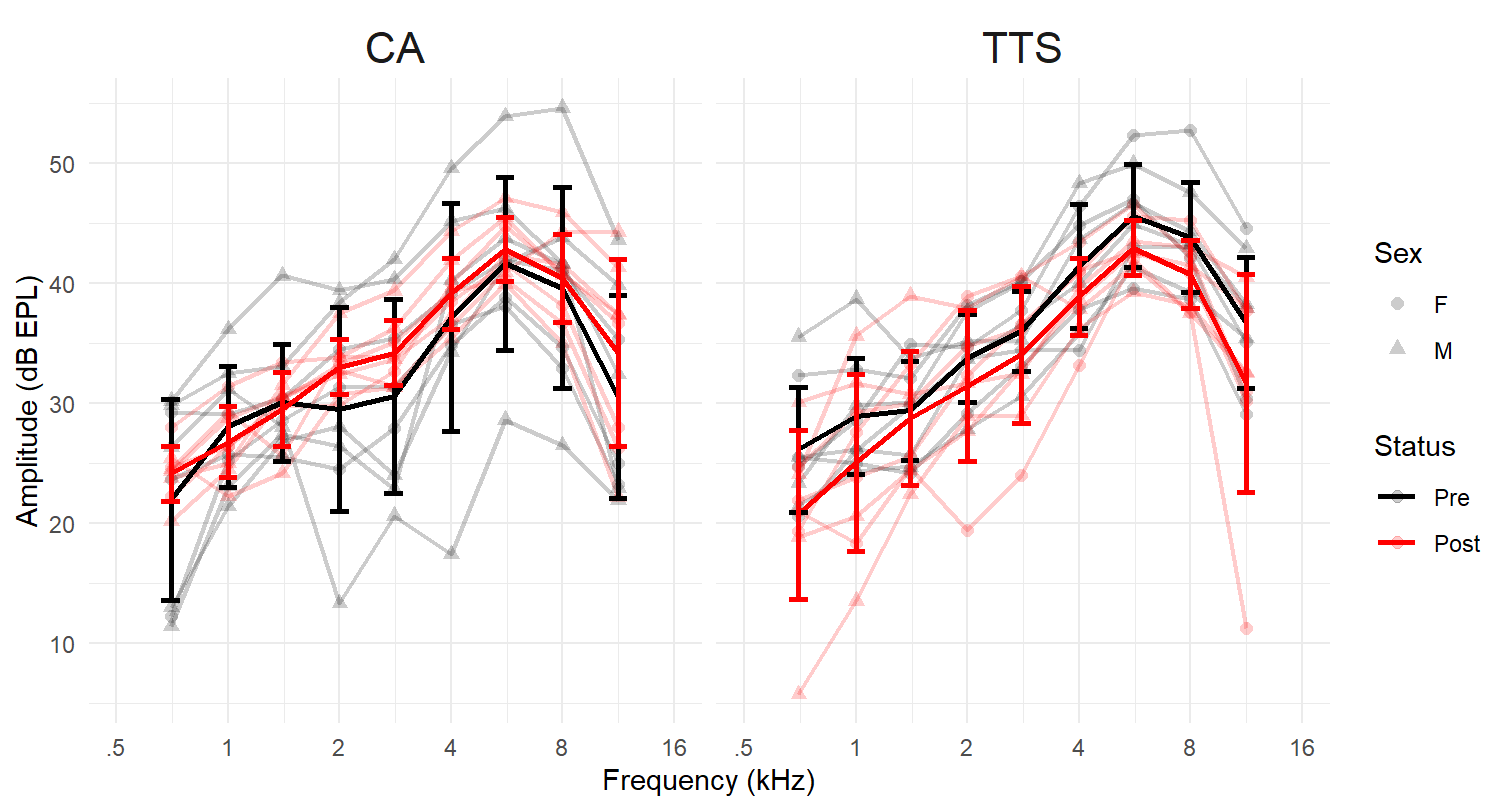 CA
TTS
Amplitude (dB EPL)
50
40
30
20
10
.5 1 2 4 8 16
.5 1 2 4 8 16
Frequency (kHz)
Sex
F
M
Status
Pre
Post